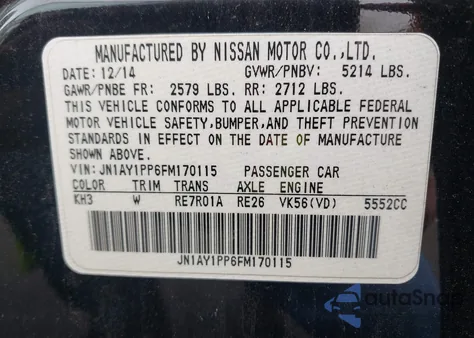 MANUFACTURED BY NISSAN MOTOR CO.,LTD.
DATE: 12/14 GVWR/PNBV: 5214 LBS.
GAWR/PNBE FR: 2579 LBS. RR: 2712 LBS.
THIS VEHICLE CONFORMS TO ALL APPLICABLE FEDERAL
MOTOR VEHICLE SAFETY,BUMPER,AND THEFT PREVENTION
STANDARDS IN EFFECT ON THE DATE OF MANUFACTURE
SHOWN ABOVE.
VIN: JN1AY1PP6FM170115 PASSENGER CAR
COLOR TRIM TRANS AXLE ENGINE
KH3 W RE7R01A RE26 VK56(VD) 5552CC
JN1AY1PP6FM170115
autoSnap